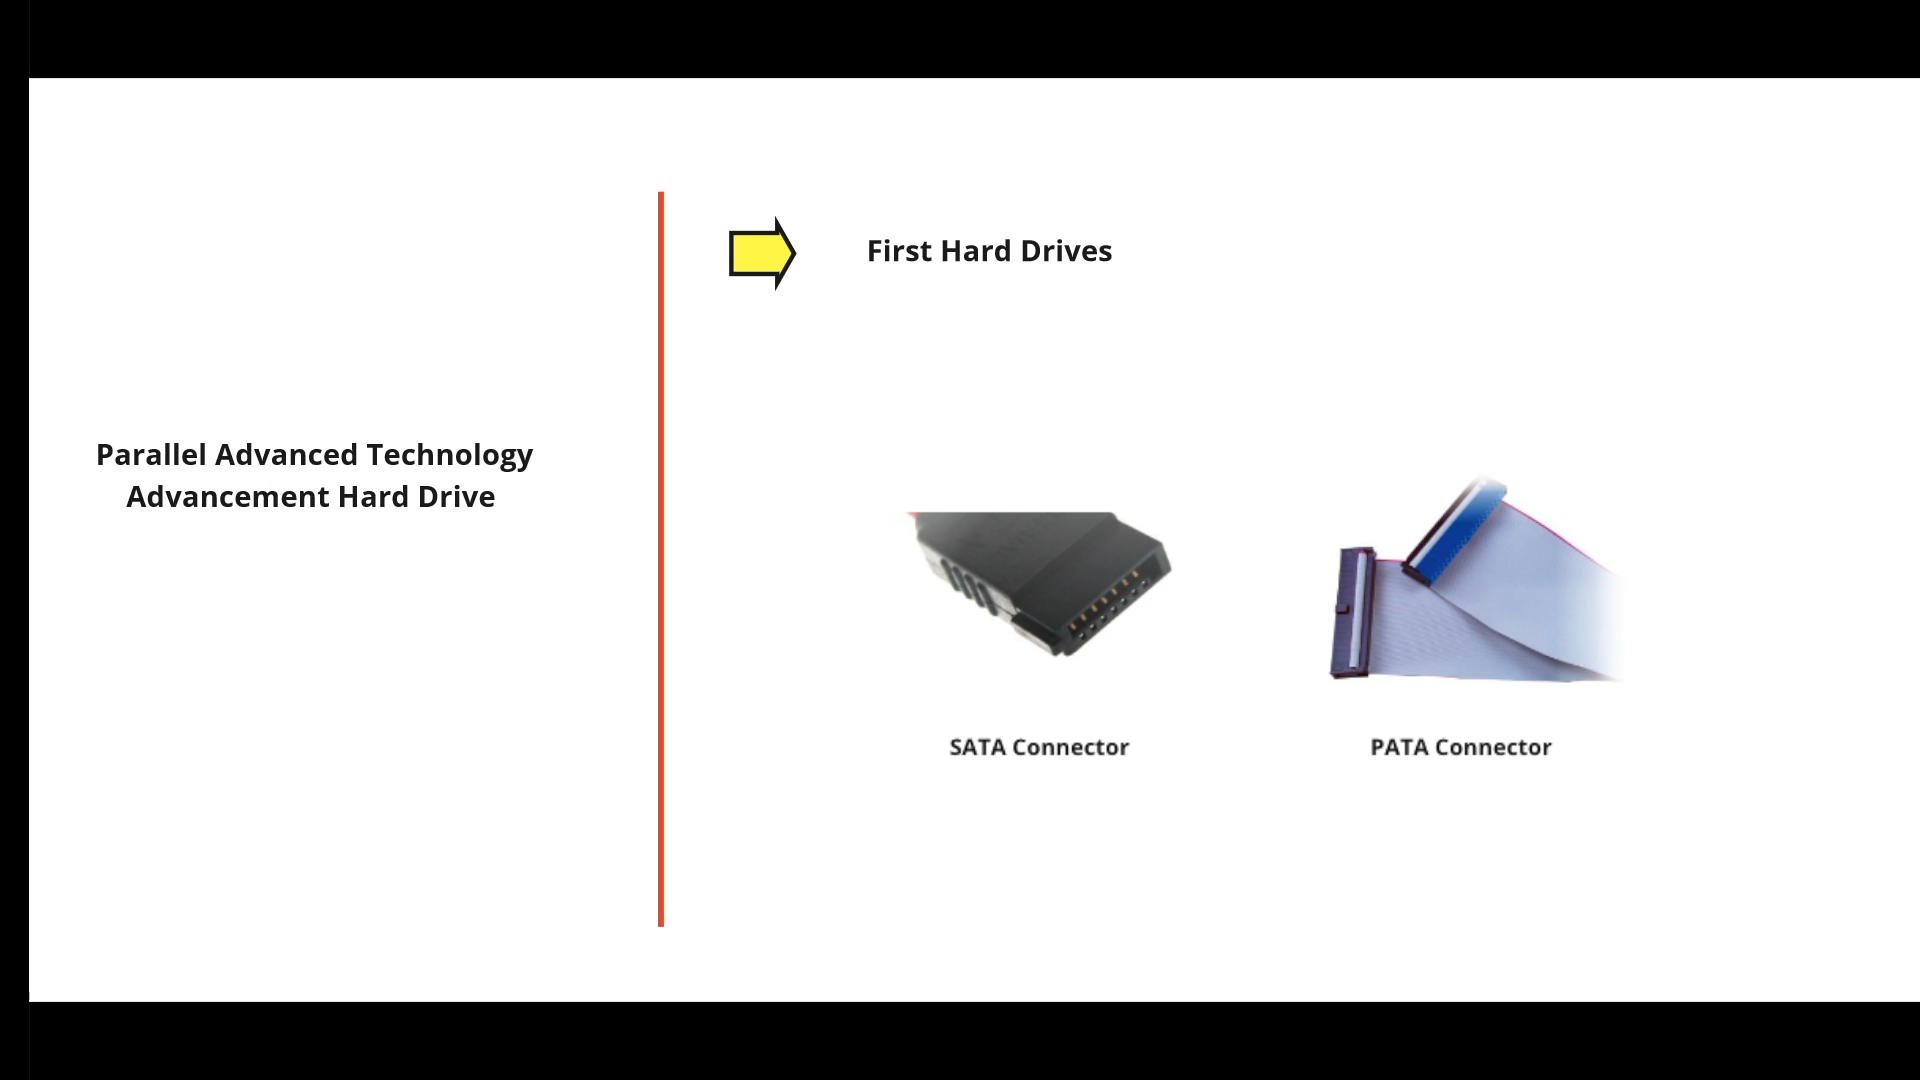 Parallel Advanced Technology
Advancement Hard Drive
First Hard Drives
SATA Connector
PATA Connector